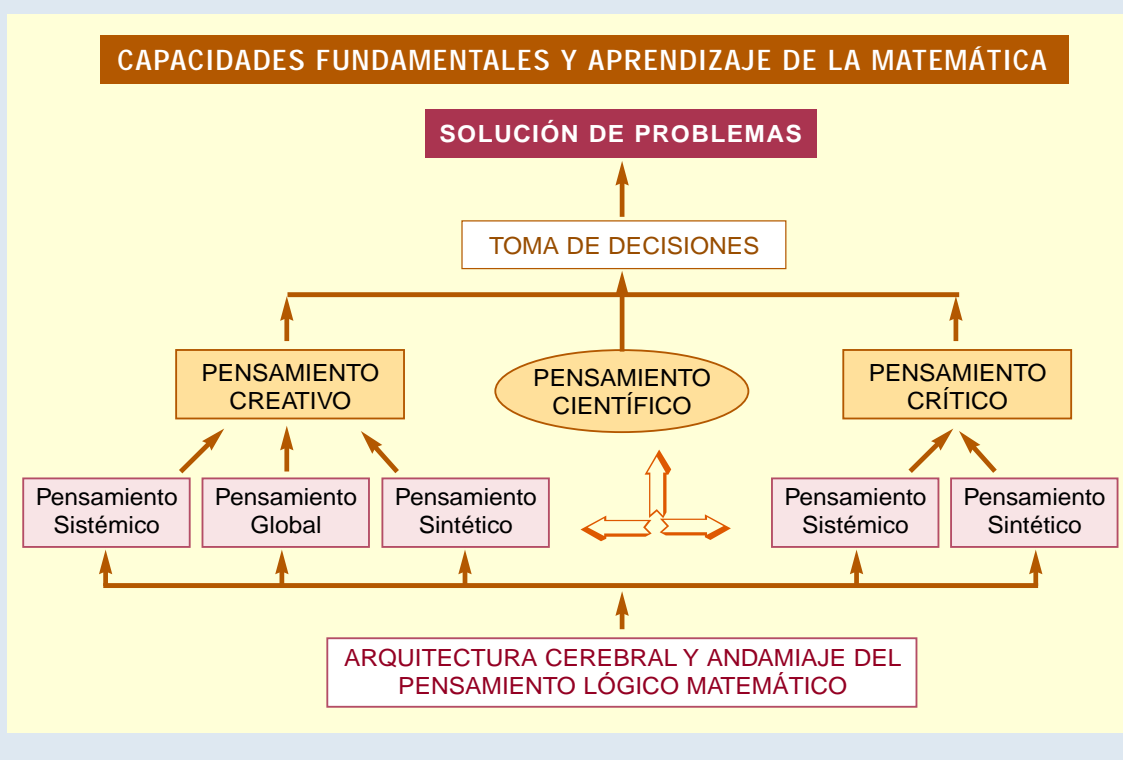 CAPACIDADES FUNDAMENTALES Y APRENDIZAJE DE LA MATEMÁTICA
SOLUCIÓN DE PROBLEMAS
TOMA DE DECISIONES
PENSAMIENTO
CREATIVO
PENSAMIENTO
CIENTÍFICO
PENSAMIENTO
CRÍTICO
Pensamiento
Sistémico
Pensamiento
Global
Pensamiento
Sintético
Pensamiento
Sistémico
Pensamiento
Sintético
ARQUITECTURA CEREBRAL Y ANDAMIAJE DEL
PENSAMIENTO LÓGICO MATEMÁTICO